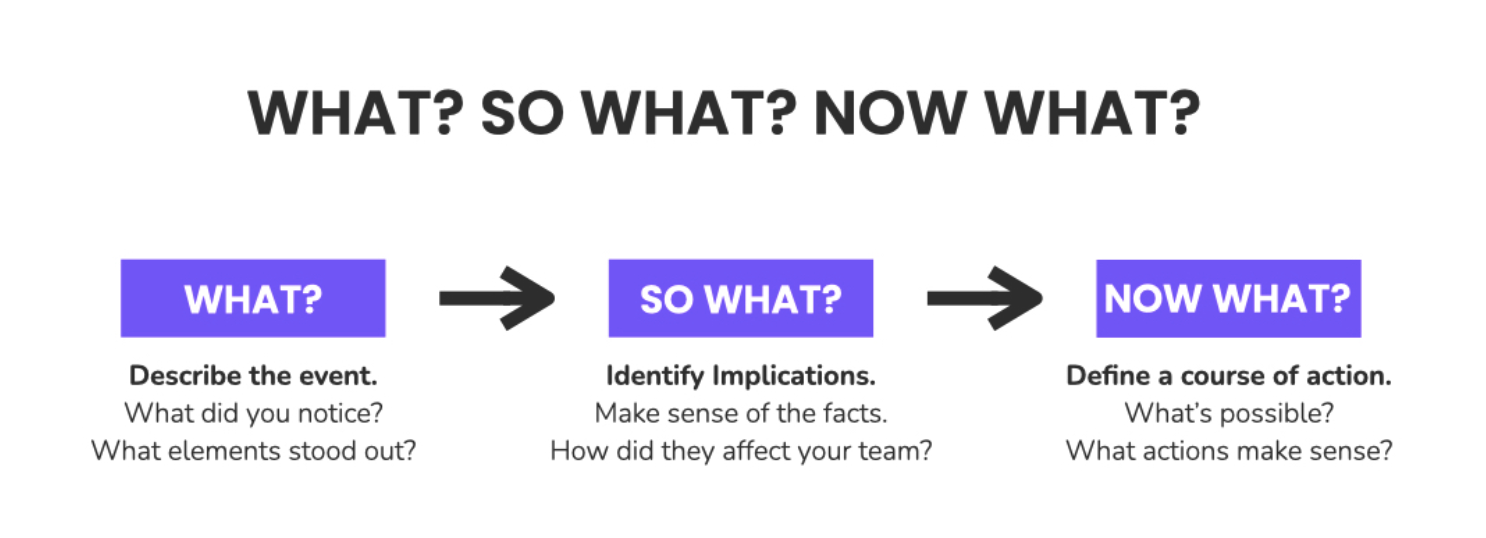 WHAT? SO WHAT? NOW WHAT?
WHAT?
Describe the event.
What did you notice?
What elements stood out?
SO WHAT?
Identify Implications.
Make sense of the facts.
How did they affect your team?
NOW WHAT?
Define a course of action.
What’s possible?
What actions make sense?